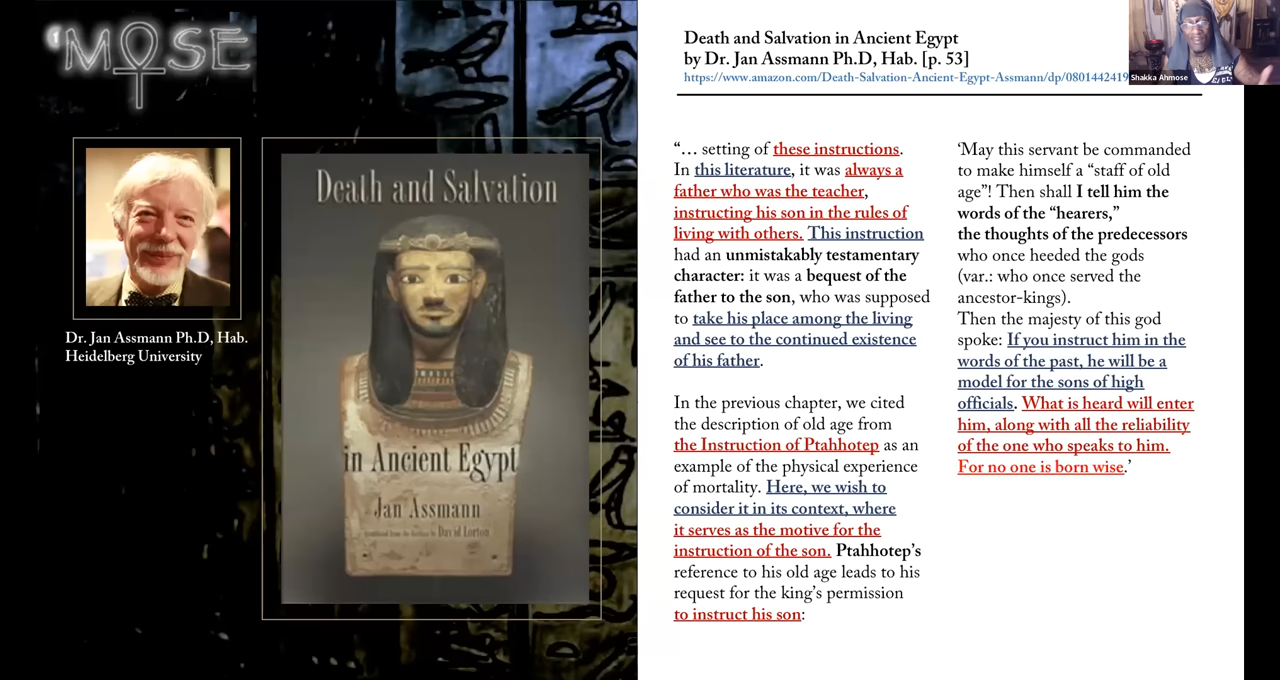 'MOSE
Dr. Jan Assmann Ph.D, Hab.
Heidelberg University
Death and Salvation
in Ancient Egypt
Jan Assmann
translated from the German by David Lorton
Death and Salvation in Ancient Egypt
by Dr. Jan Assmann Ph.D, Hab. [p. 53]
https://www.amazon.com/Death-Salvation-Ancient-Egypt-Assmann/dp/0801442419
Shakka Ahmose
“… setting of these instructions.
In this literature, it was always a
father who was the teacher,
instructing his son in the rules of
living with others. This instruction
had an unmistakably testamentary
character: it was a bequest of the
father to the son, who was supposed
to take his place among the living
and see to the continued existence
of his father.
In the previous chapter, we cited
the description of old age from
the Instruction of Ptahhotep as an
example of the physical experience
of mortality. Here, we wish to
consider it in its context, where
it serves as the motive for the
instruction of the son. Ptahhotep’s
reference to his old age leads to his
request for the king’s permission
to instruct his son:
‘May this servant be commanded
to make himself a “staff of old
age”! Then shall I tell him the
words of the “hearers,”
the thoughts of the predecessors
who once heeded the gods
(var.: who once served the
ancestor-kings).
Then the majesty of this god
spoke: If you instruct him in the
words of the past, he will be a
model for the sons of high
officials. What is heard will enter
him, along with all the reliability
of the one who speaks to him.
For no one is born wise.’